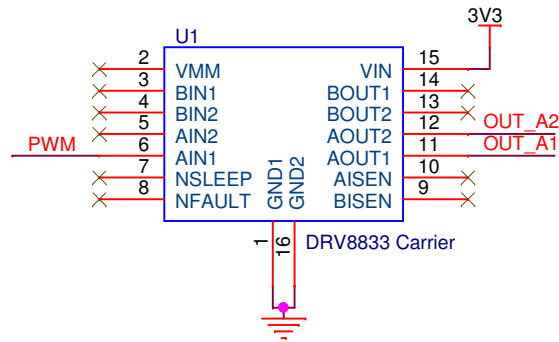 3V3
U1
2 VMM VIN 15
3 BIN1 BOUT1 14
4 BIN2 BOUT2 13
5 AIN2 AOUT2 12 OUT_A2
PWM 6 AIN1 AOUT1 11 OUT_A1
7 NSLEEP AISEN 10
8 NFAULT BISEN 9
GND1
GND2
1
16
DRV8833 Carrier